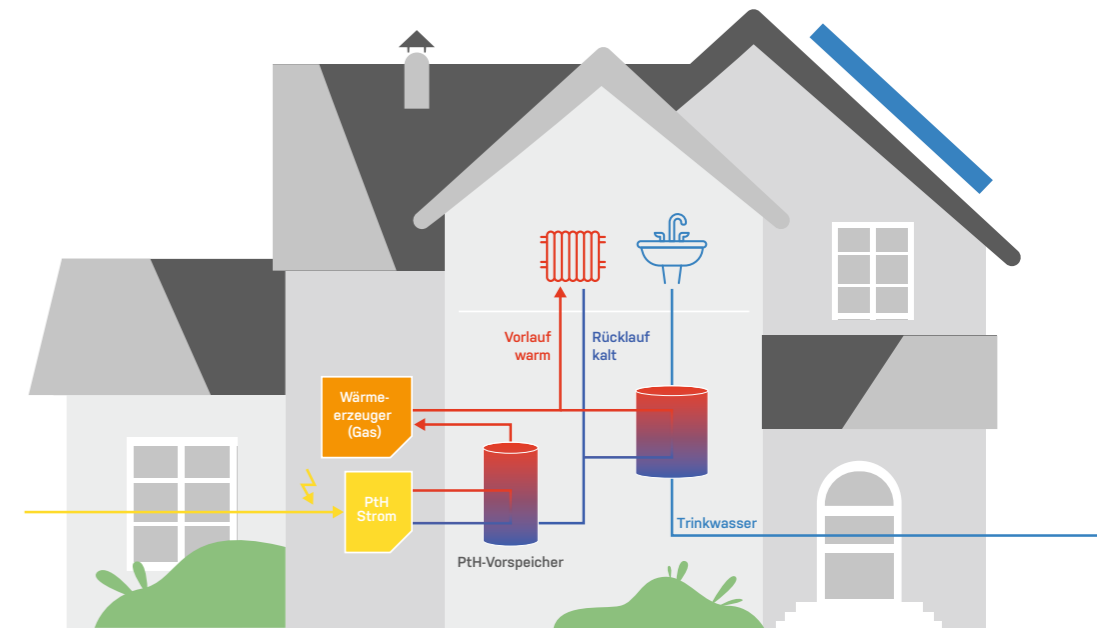 Vorlauf
warm
Rücklauf
kalt
Wärme-
erzeuger
(Gas)
PtH
Strom
Trinkwasser
PtH-Vorspeicher